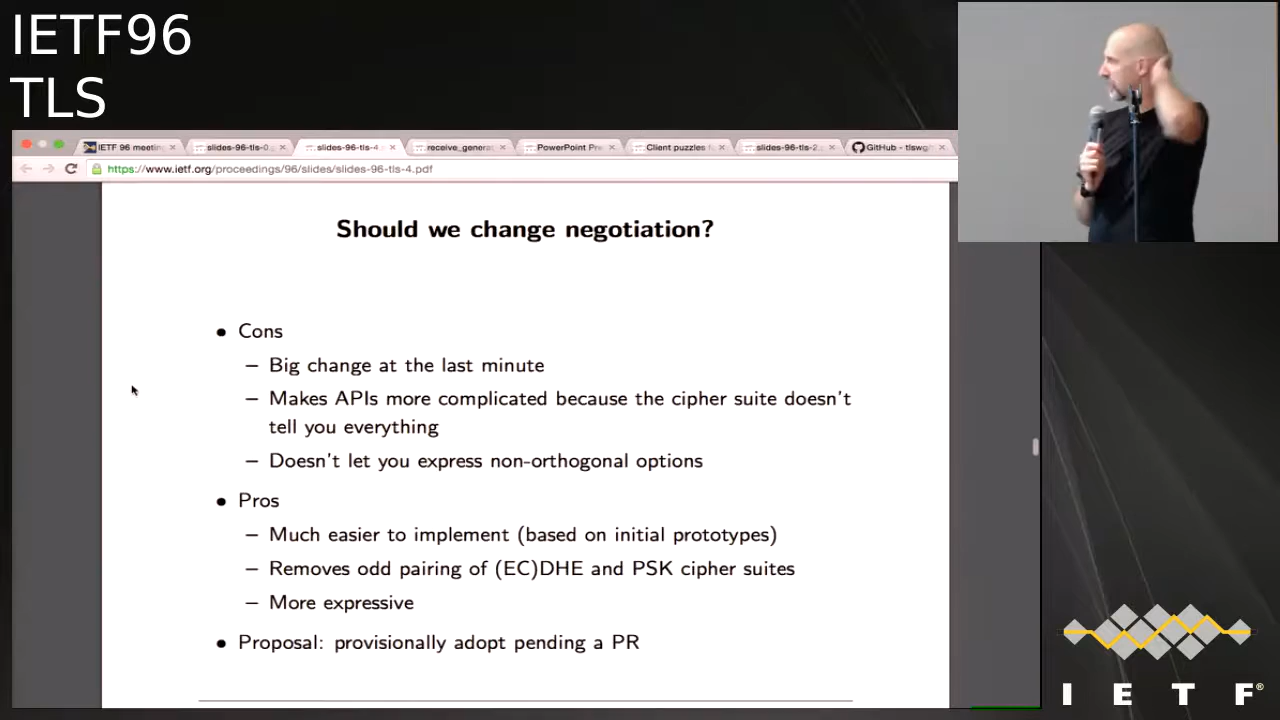 IETF96
TLS
IETF 96 meetin
slides-96-tls-0
slides-96-tls-4
receive_genera
PowerPoint Pre
Client puzzles
slides-96-tls-2
GitHub - tlswg
https://www.ietf.org/proceedings/96/slides/slides-96-tls-4.pdf
Should we change negotiation?
● Cons
– Big change at the last minute
– Makes APIs more complicated because the cipher suite doesn't
tell you everything
– Doesn't let you express non-orthogonal options
● Pros
– Much easier to implement (based on initial prototypes)
– Removes odd pairing of (EC)DHE and PSK cipher suites
– More expressive
● Proposal: provisionally adopt pending a PR
I E T F®